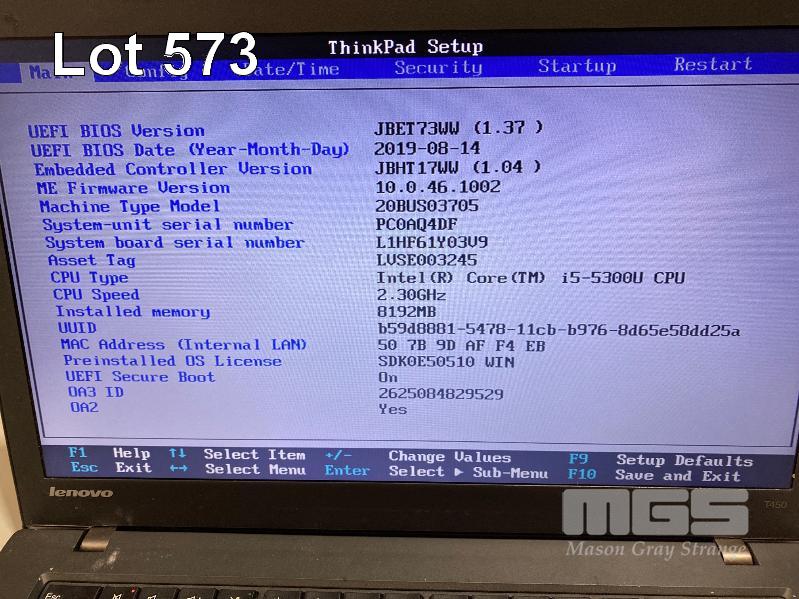 Lot 573
ThinkPad Setup
Date/Time Security Startup Restart
UEFI BIOS Version JBET73WW (1.37 )
UEFI BIOS Date (Year-Month-Day) 2019-08-14
Embedded Controller Version JBHT17WW (1.04 )
ME Firmware Version 10.0.46.1002
Machine Type Model 20BUS03705
System-unit serial number PC0AQ4DF
System board serial number L1HF61Y03V9
Asset Tag LVSE003245
CPU Type Intel(R) Core(TM) i5-5300U CPU
CPU Speed 2.30GHz
Installed memory 8192MB
UUID b59d8881-5478-11cb-b976-8d65e58dd25a
MAC Address (Internal LAN) 50 7B 9D AF F4 EB
Preinstalled OS License SDK0E50510 WIN
UEFI Secure Boot On
OA3 ID 2625084829529
OA2 Yes
F1 Help ↑↓ Select Item +/- Change Values F9 Setup Defaults
Esc Exit ↔ Select Menu Enter Select ▶ Sub-Menu F10 Save and Exit
lenovo
T450
MGS
Mason Gray Strange
Esc